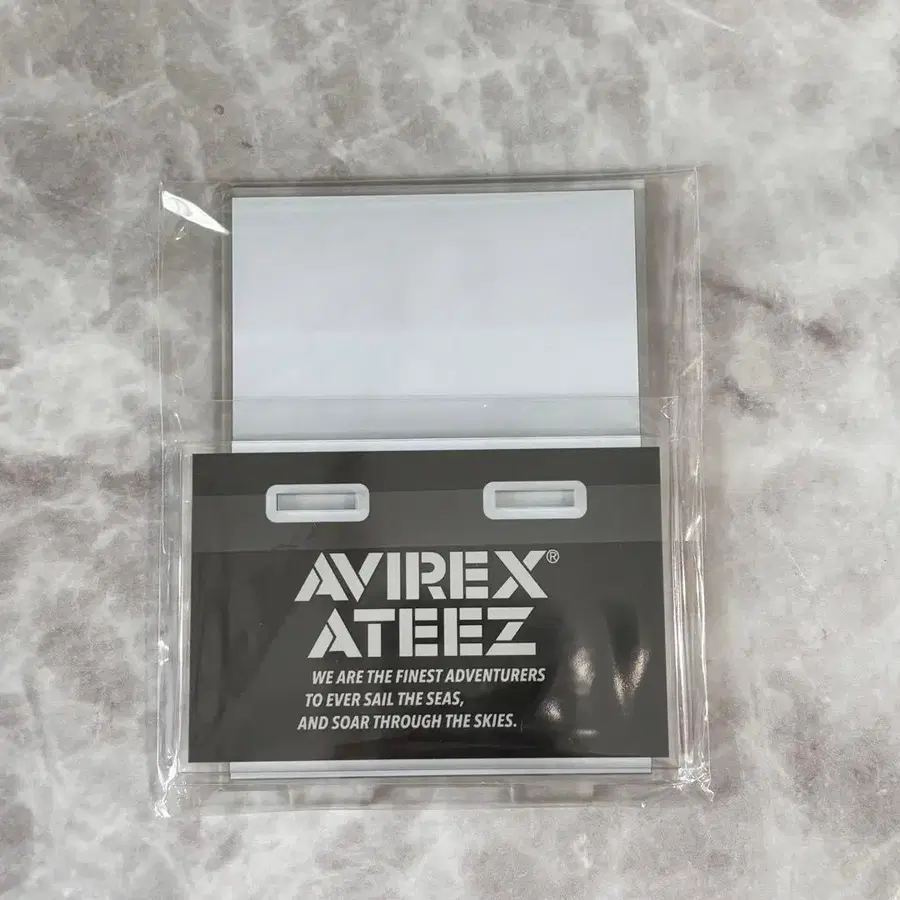 AVIREX®
ATEEZ
WE ARE THE FINEST ADVENTURERS
TO EVER SAIL THE SEAS,
AND SOAR THROUGH THE SKIES.